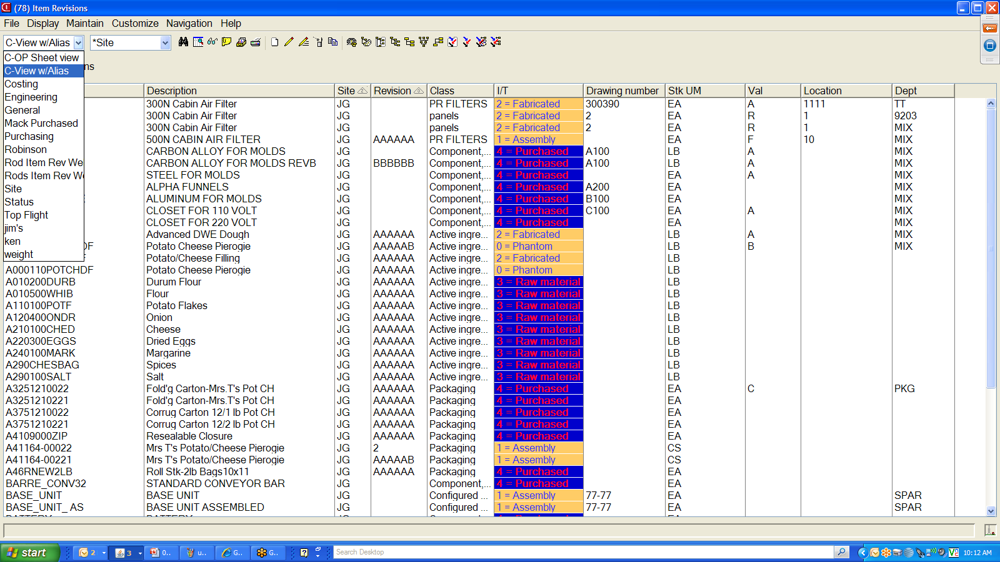 (78) Item Revisions
File Display Maintain Customize Navigation Help
C-View w/Alias *Site
C-OP Sheet view
C-View w/Alias
Costing
Engineering
General
Mack Purchased
Purchasing
Robinson
Rod Item Rev We
Rods Item Rev We
Site
Status
Top Flight
jim's
ken
weight
ns
Description Site Revision Class I/T Drawing number Stk UM Val Location Dept
300N Cabin Air Filter JG PR FILTERS 2 = Fabricated 300390 EA A 1111 TT
300N Cabin Air Filter JG panels 2 = Fabricated 2 EA R 1 9203
300N Cabin Air Filter JG panels 2 = Fabricated 2 EA R 1 MIX
500N CABIN AIR FILTER JG AAAAAA PR FILTERS 1 = Assembly EA F 10 MIX
CARBON ALLOY FOR MOLDS JG Component,... 4 = Purchased A100 LB A MIX
CARBON ALLOY FOR MOLDS REVB JG BBBBBB Component,... 4 = Purchased A100 LB A MIX
STEEL FOR MOLDS JG Component,... 4 = Purchased EA A MIX
ALPHA FUNNELS JG Component,... 4 = Purchased A200 EA MIX
ALUMINUM FOR MOLDS JG Component,... 4 = Purchased B100 EA MIX
CLOSET FOR 110 VOLT JG Component,... 4 = Purchased C100 EA A MIX
CLOSET FOR 220 VOLT JG Component,... 4 = Purchased EA MIX
Advanced DWE Dough JG AAAAAA Active ingre... 2 = Fabricated LB A MIX
DF Potato Cheese Pierogie JG AAAAAB Active ingre... 0 = Phantom LB B MIX
Potato/Cheese Filling JG AAAAAA Active ingre... 2 = Fabricated LB
A000110POTCHDF Potato Cheese Pierogie JG AAAAAA Active ingre... 0 = Phantom LB
A010200DURB Durum Flour JG AAAAAA Active ingre... 3 = Raw material LB
A010500WHIB Flour JG AAAAAA Active ingre... 3 = Raw material LB
A110100POTF Potato Flakes JG AAAAAA Active ingre... 3 = Raw material LB
A120400ONDR Onion JG AAAAAA Active ingre... 3 = Raw material LB
A210100CHED Cheese JG AAAAAA Active ingre... 3 = Raw material LB
A220300EGGS Dried Eggs JG AAAAAA Active ingre... 3 = Raw material LB
A240100MARK Margarine JG AAAAAA Active ingre... 3 = Raw material LB
A290CHESBAG Spices JG AAAAAA Active ingre... 3 = Raw material LB
A290100SALT Salt JG AAAAAA Active ingre... 3 = Raw material LB
A3251210022 Fold'g Carton-Mrs.T's Pot CH JG AAAAAA Packaging 4 = Purchased EA C PKG
A3251210221 Fold'g Carton-Mrs.T's Pot CH JG AAAAAA Packaging 4 = Purchased EA
A3751210022 Corrug Carton 12/1 lb Pot CH JG AAAAAA Packaging 4 = Purchased EA
A3751210221 Corrug Carton 12/2 lb Pot CH JG AAAAAA Packaging 4 = Purchased EA
A4109000ZIP Resealable Closure JG AAAAAA Packaging 4 = Purchased EA
A41164-00022 Mrs T's Potato/Cheese Pierogie JG 2 Packaging 1 = Assembly CS
A41164-00221 Mrs T's Potato/Cheese Pierogie JG AAAAAB Packaging 1 = Assembly CS
A46RNEW2LB Roll Stk-2lb Bags10x11 JG AAAAAA Packaging 4 = Purchased EA
BARRE_CONV32 STANDARD CONVEYOR BAR JG Component,... 4 = Purchased EA
BASE_UNIT BASE UNIT JG Configured ... 1 = Assembly 77-77 EA SPAR
BASE_UNIT_ AS BASE UNIT ASSEMBLED JG Configured ... 1 = Assembly 77-77 EA SPAR
start 2 3 0.. u.. G.. G.. Search Desktop 10:12 AM